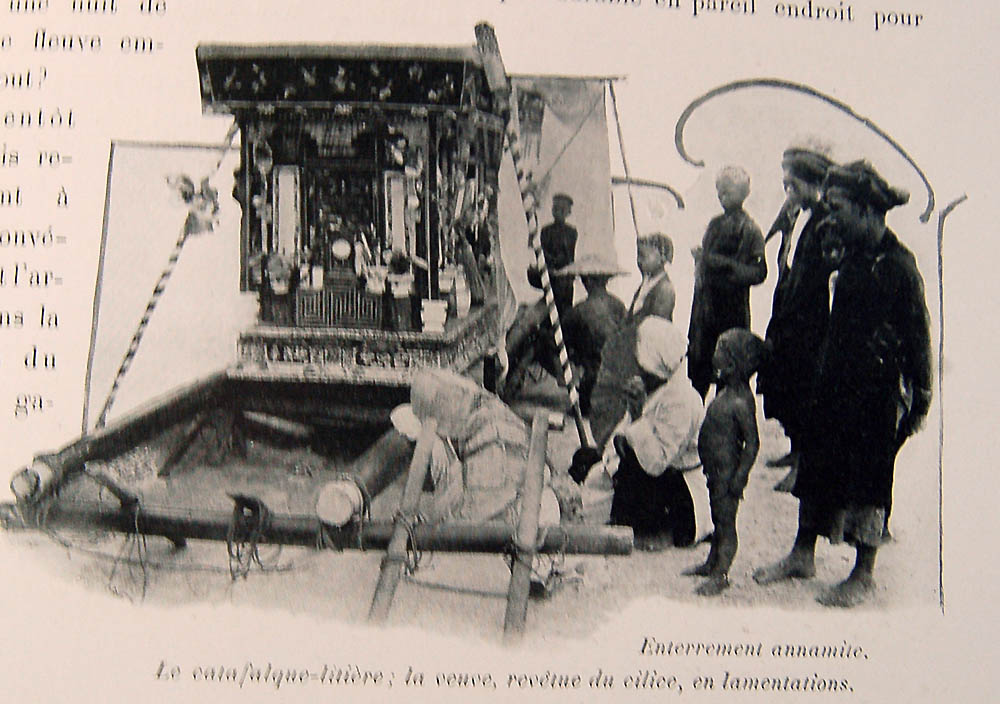 une nuit de
e fleuve em-
out?
entôt
is re-
nt à
onvé-
t l'ar-
ns la
du
ga-
en pareil endroit pour
Enterrement annamite.
Le catafalque-litière; la veuve, revêtue du cilice, en lamentations.